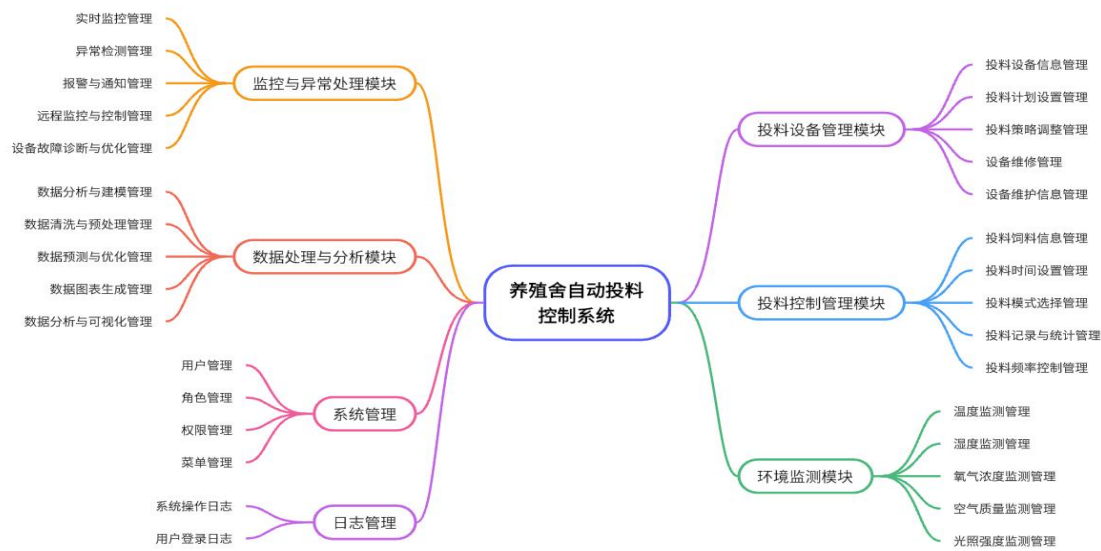 养殖舍自动投料
控制系统
监控与异常处理模块
实时监控管理
异常检测管理
报警与通知管理
远程监控与控制管理
设备故障诊断与优化管理
数据处理与分析模块
数据分析与建模管理
数据清洗与预处理管理
数据预测与优化管理
数据图表生成管理
数据分析与可视化管理
系统管理
用户管理
角色管理
权限管理
菜单管理
日志管理
系统操作日志
用户登录日志
投料设备管理模块
投料设备信息管理
投料计划设置管理
投料策略调整管理
设备维修管理
设备维护信息管理
投料控制管理模块
投料饲料信息管理
投料时间设置管理
投料模式选择管理
投料记录与统计管理
投料频率控制管理
环境监测模块
温度监测管理
湿度监测管理
氧气浓度监测管理
空气质量监测管理
光照强度监测管理